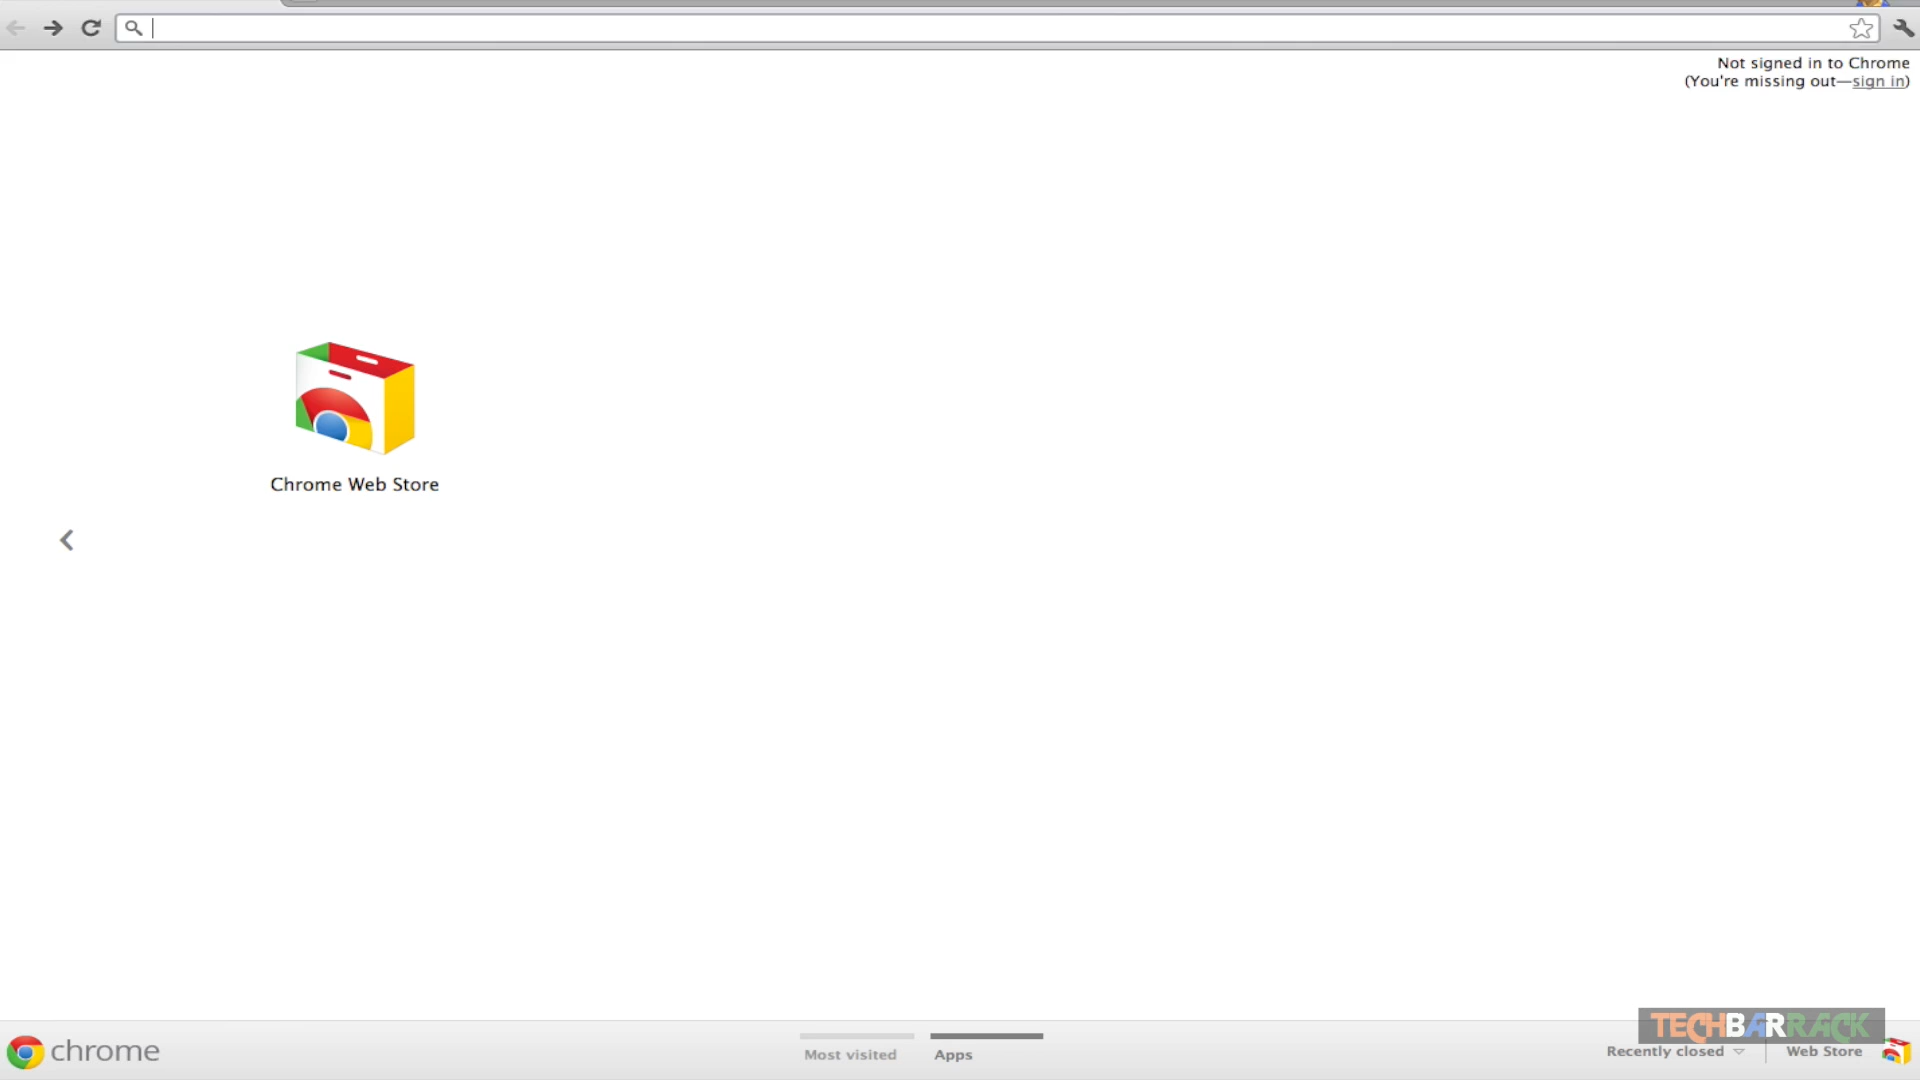 Not signed in to Chrome
(You're missing out—sign in)
Chrome Web Store
TECHBARRACK
chrome
Most visited
Apps
Recently closed
Web Store